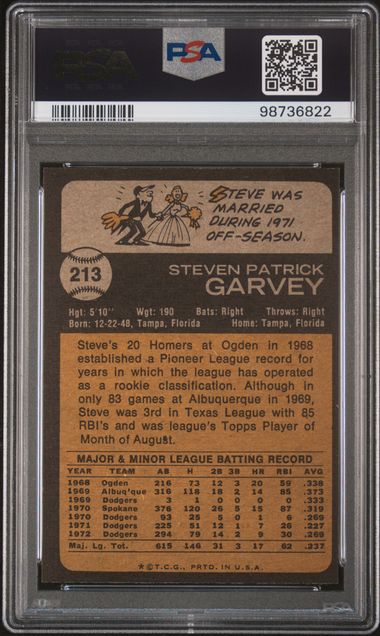 PSA
PSA
98736822
STEVE WAS
MARRIED
DURING 1971
OFF-SEASON.
213
STEVEN PATRICK
GARVEY
Hgt: 5'10" Wgt: 190 Bats: Right Throws: Right
Born: 12-22-48, Tampa, Florida Home: Tampa, Florida
Steve's 20 Homers at Ogden in 1968
established a Pioneer League record for
years in which the league has operated
as a rookie classification. Although in
only 83 games at Albuquerque in 1969,
Steve was 3rd in Texas League with 85
RBI's and was league's Topps Player of
Month of August.
MAJOR & MINOR LEAGUE BATTING RECORD
YEAR TEAM AB H 2B 3B HR RBI AVG
1968 Ogden 216 73 12 3 20 59 .338
1969 Albuq'que 316 118 18 2 14 85 .373
1969 Dodgers 3 1 0 0 0 0 .333
1970 Spokane 376 120 26 5 15 87 .319
1970 Dodgers 93 25 5 0 1 6 .269
1971 Dodgers 225 51 12 1 7 26 .227
1972 Dodgers 294 79 14 2 9 30 .269
Maj. Lg. Tot. 615 146 31 3 17 62 .237
*©T.C.G., PRTD. IN U.S.A.